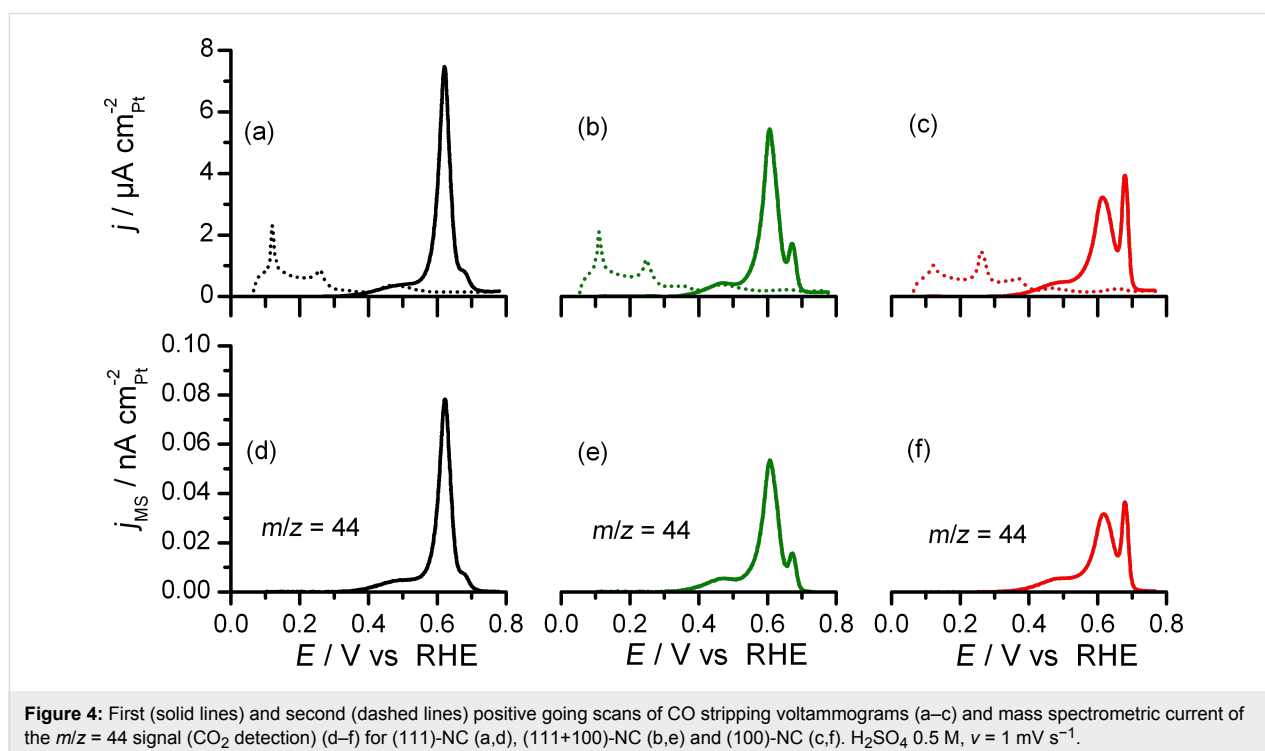 8
6
4
2
0
j / µA cm⁻²Pt
(a)
(b)
(c)
0.10
0.08
0.06
0.04
0.02
0.00
jMS / nA cm⁻²Pt
(d)
(e)
(f)
m/z = 44
m/z = 44
m/z = 44
0.0 0.2 0.4 0.6 0.8
0.0 0.2 0.4 0.6 0.8
0.0 0.2 0.4 0.6 0.8
E / V vs RHE
E / V vs RHE
E / V vs RHE
Figure 4: First (solid lines) and second (dashed lines) positive going scans of CO stripping voltammograms (a–c) and mass spectrometric current of
the m/z = 44 signal (CO₂ detection) (d–f) for (111)-NC (a,d), (111+100)-NC (b,e) and (100)-NC (c,f). H₂SO₄ 0.5 M, v = 1 mV s⁻¹.